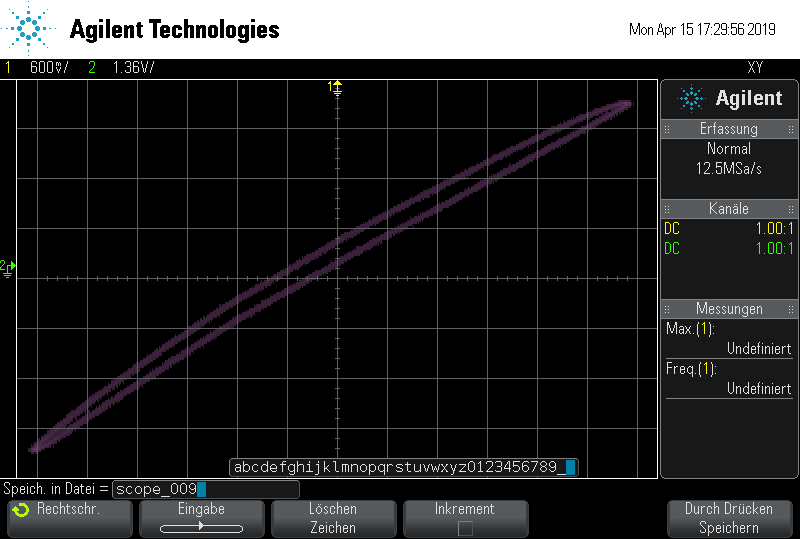 Agilent Technologies
Mon Apr 15 17:29:56 2019
1 600mV/ 2 1.36V/ XY
1
2
Agilent
Erfassung
Normal
12.5MSa/s
Kanäle
DC 1.00:1
DC 1.00:1
Messungen
Max.(1):
Undefiniert
Freq.(1):
Undefiniert
abcdefghijklmnopqrstuvwxyz0123456789_
Speich. in Datei = scope_009
Rechtschr.
Eingabe
Löschen
Zeichen
Inkrement
Durch Drücken
Speichern